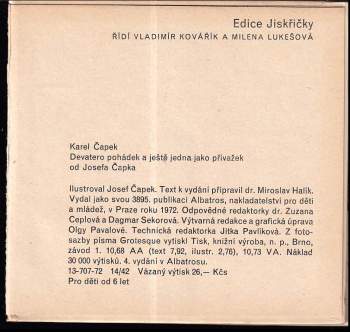 Edice Jiskřičky
ŘÍDÍ VLADIMÍR KOVÁŘÍK A MILENA LUKEŠOVÁ
Karel Čapek
Devatero pohádek a ještě jedna jako přívažek
od Josefa Čapka
Ilustroval Josef Čapek. Text k vydání připravil dr. Miroslav Halík.
Vydal jako svou 3895. publikaci Albatros, nakladatelství pro děti
a mládež, v Praze roku 1972. Odpovědné redaktorky dr. Zuzana
Ceplová a Dagmar Sekorová. Výtvarná redakce a grafická úprava
Olgy Pavalové. Technická redaktorka Jitka Pavlíková. Z foto-
sazby písma Grotesque vytiskl Tisk, knižní výroba, n. p., Brno,
závod 1. 10,68 AA (text 7,92, ilustr. 2,76), 10,73 VA. Náklad
30 000 výtisků. 4. vydání v Albatrosu.
13-707-72 14/42 Vázaný výtisk 26,— Kčs
Pro děti od 6 let